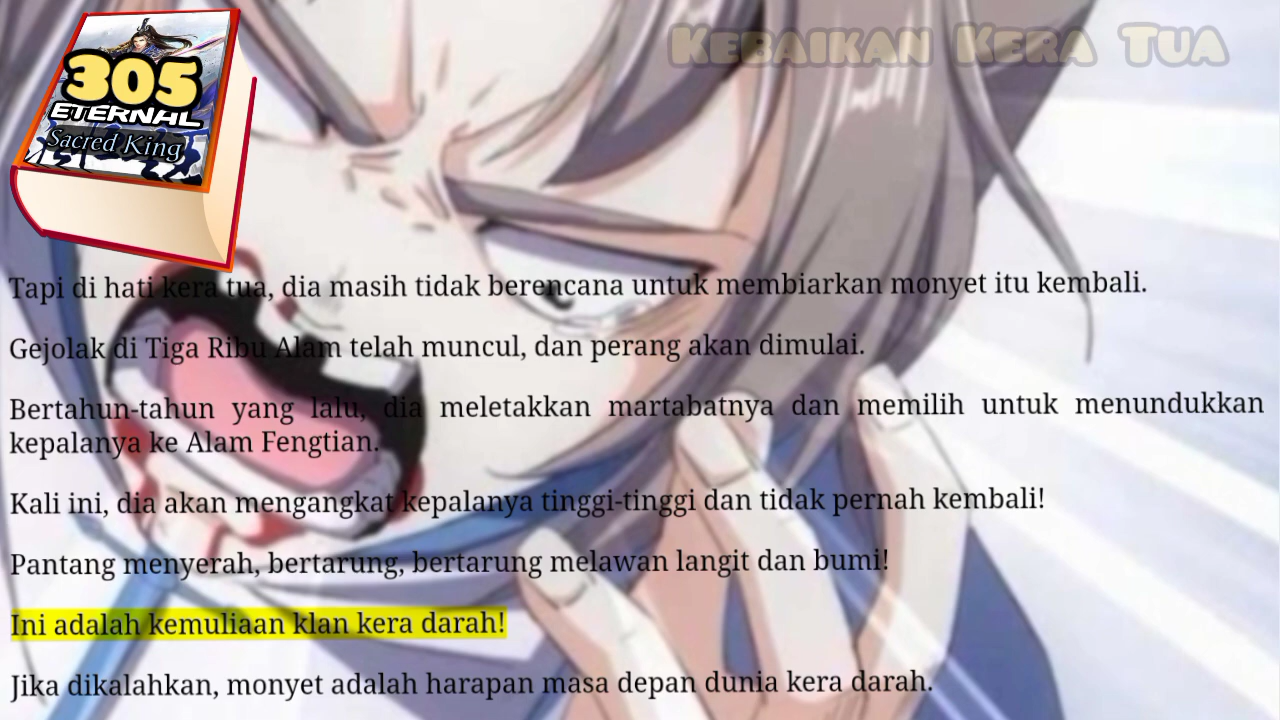 305
ETERNAL
Sacred King
Kebaikan Kera Tua
Tapi di hati kera tua, dia masih tidak berencana untuk membiarkan monyet itu kembali.
Gejolak di Tiga Ribu Alam telah muncul, dan perang akan dimulai.
Bertahun-tahun yang lalu, dia meletakkan martabatnya dan memilih untuk menundukkan
kepalanya ke Alam Fengtian.
Kali ini, dia akan mengangkat kepalanya tinggi-tinggi dan tidak pernah kembali!
Pantang menyerah, bertarung, bertarung melawan langit dan bumi!
Ini adalah kemuliaan klan kera darah!
Jika dikalahkan, monyet adalah harapan masa depan dunia kera darah.